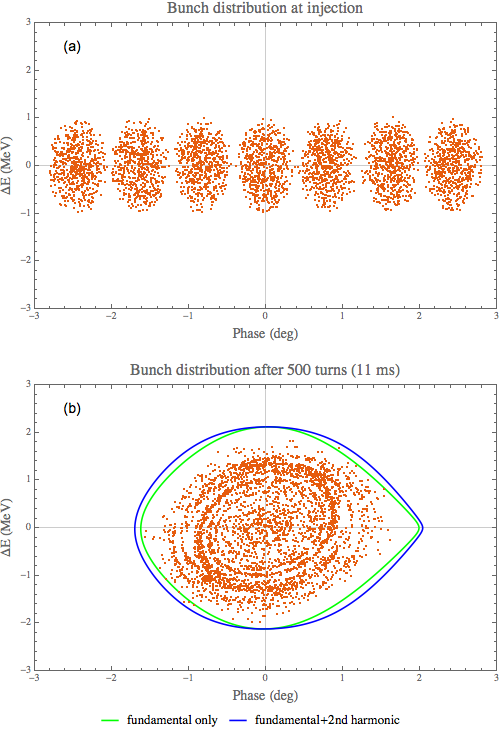 Bunch distribution at injection
(a)
3
2
1
0
−1
−2
−3
ΔE (MeV)
−3 −2 −1 0 1 2 3
Phase (deg)
Bunch distribution after 500 turns (11 ms)
(b)
3
2
1
0
−1
−2
−3
ΔE (MeV)
−3 −2 −1 0 1 2 3
Phase (deg)
fundamental only fundamental+2nd harmonic